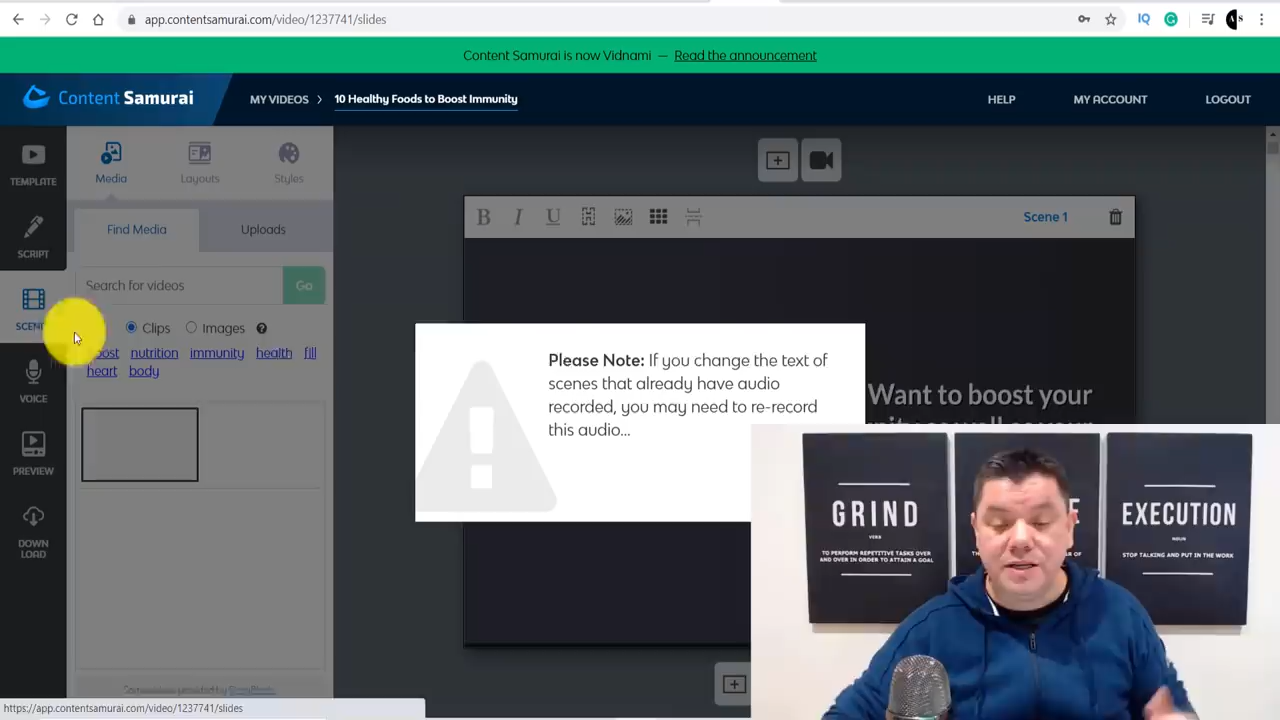 app.contentsamurai.com/video/1237741/slides
IQ
Content Samurai is now Vidnami — Read the announcement
Content Samurai
MY VIDEOS > 10 Healthy Foods to Boost Immunity
HELP
MY ACCOUNT
LOGOUT
TEMPLATE
SCRIPT
VOICE
PREVIEW
DOWN
LOAD
Media
Layouts
Styles
Find Media
Uploads
Search for videos
Go
Clips
Images
nutrition
immunity
health
fill
heart
body
B I U
Scene 1
Please Note: If you change the text of
scenes that already have audio
recorded, you may need to re-record
this audio...
Want to boost your
GRIND
VERB
TO PERFORM REPETITIVE TASKS OVER
AND OVER IN ORDER TO ATTAIN A GOAL
EXECUTION
NOUN
STOP TALKING AND PUT IN THE WORK
https://app.contentsamurai.com/video/1237741/slides